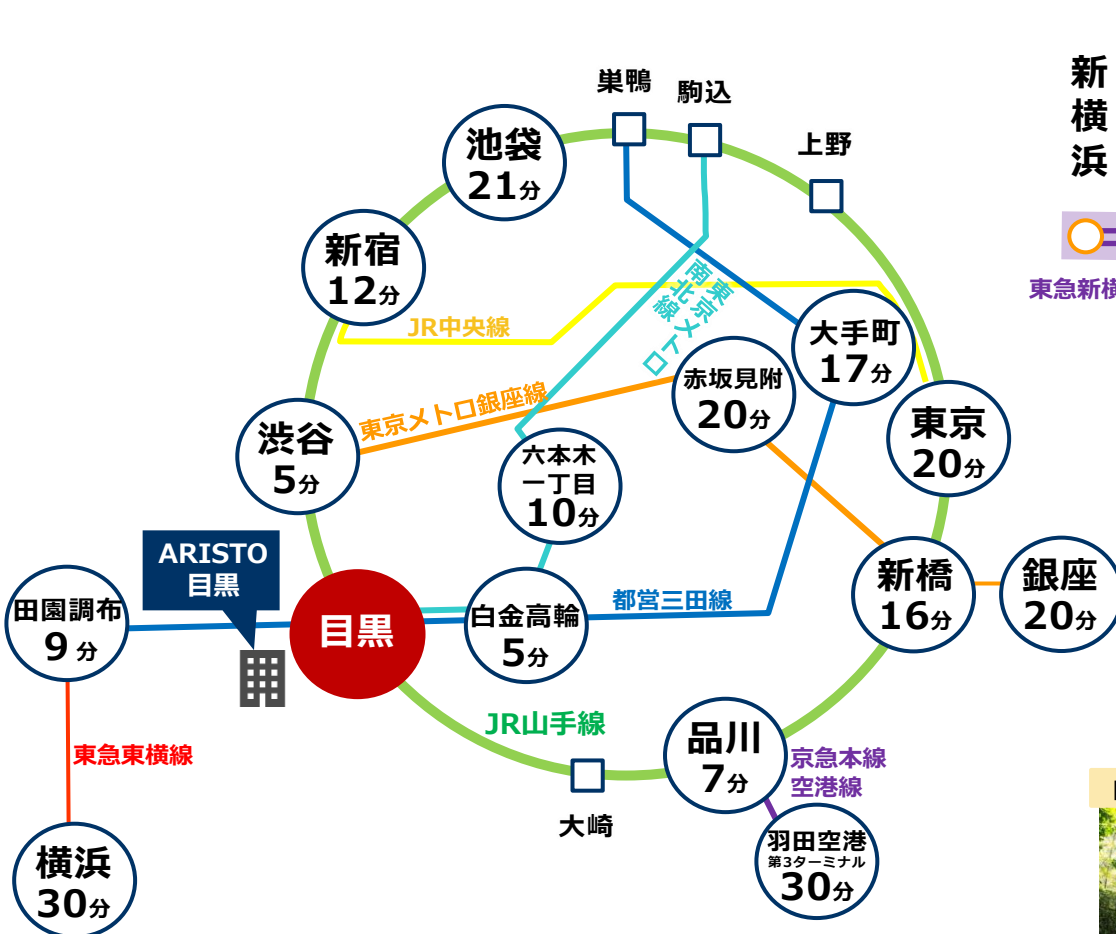 巣鴨
駒込
上野
新横浜
池袋
21分
新宿
12分
JR中央線
東京メトロ
南北線
東急新横
大手町
17分
赤坂見附
20分
東京メトロ銀座線
渋谷
5分
東京
20分
六本木
一丁目
10分
ARISTO
目黒
田園調布
9分
目黒
白金高輪
5分
都営三田線
新橋
16分
銀座
20分
JR山手線
品川
7分
京急本線
空港線
東急東横線
大崎
羽田空港
第3ターミナル
30分
横浜
30分